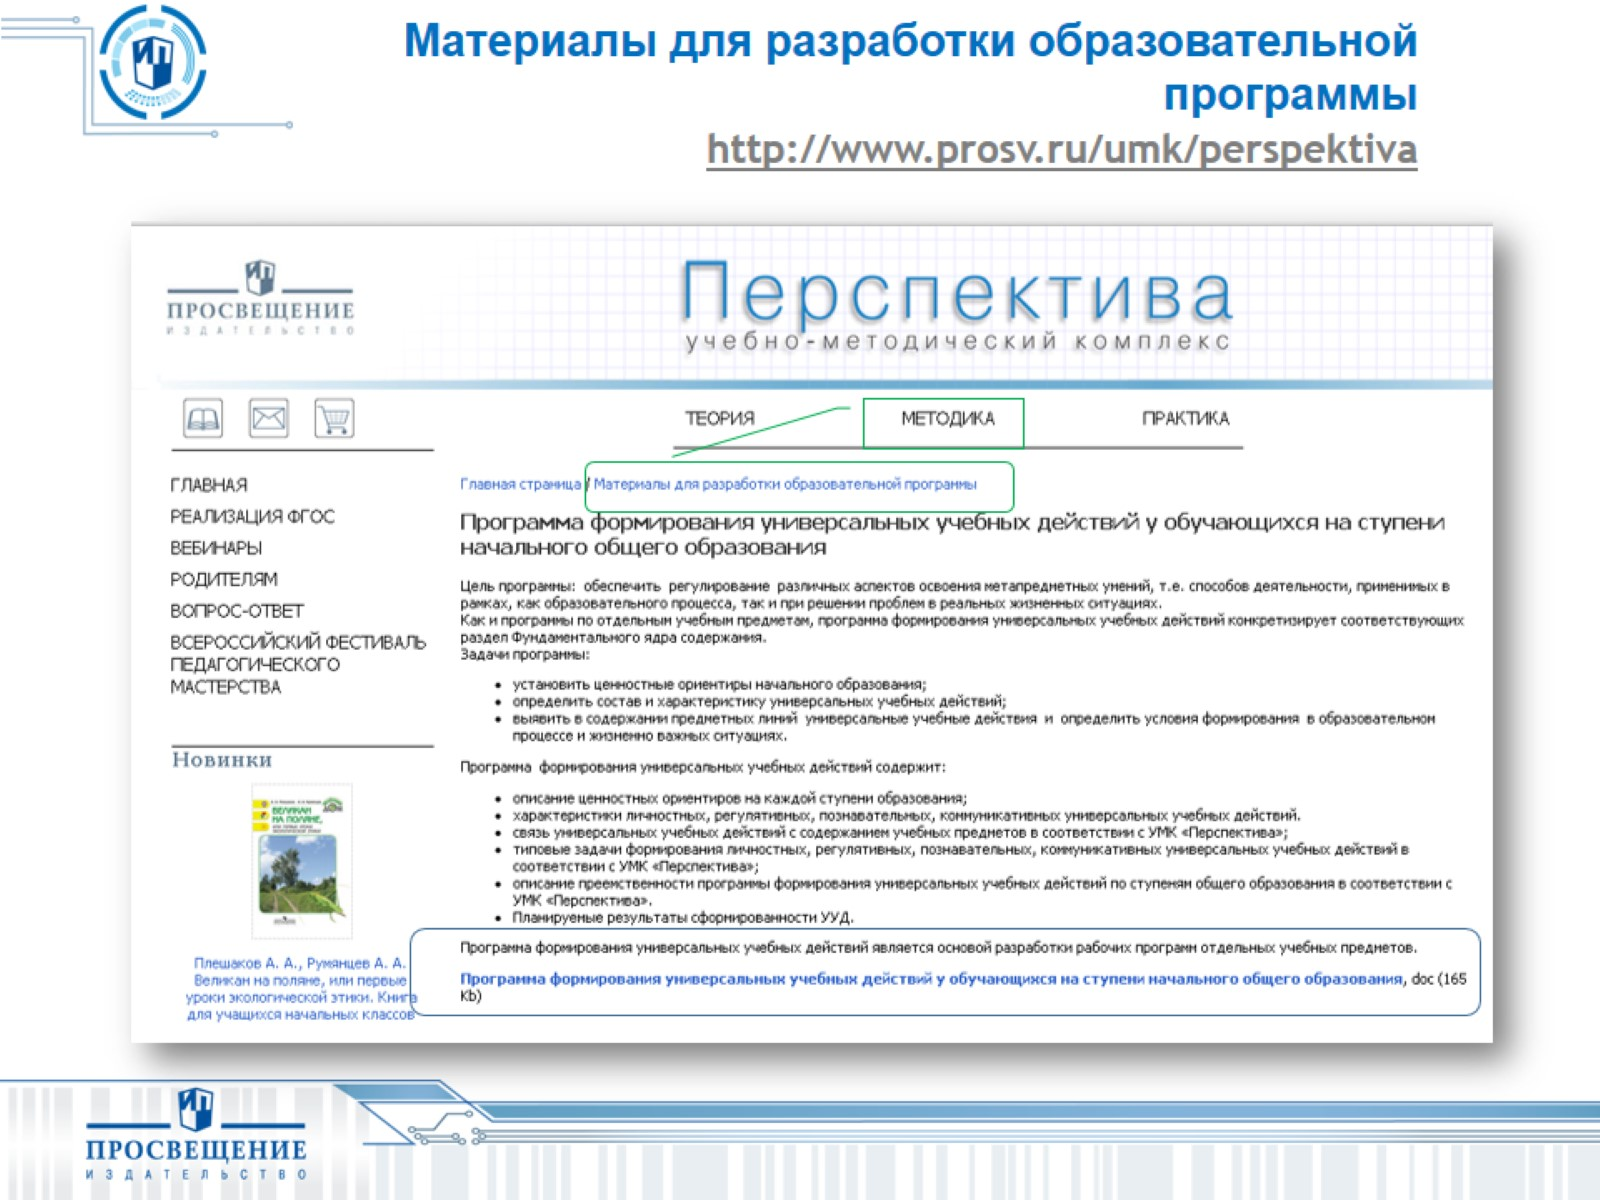 ИП
ПРОСВЕЩЕНИЕ
Материалы для разработки образовательной
программы
http://www.prosv.ru/umk/perspektiva
ИП
ПРОСВЕЩЕНИЕ
ИЗДАТЕЛЬСТВО
Перспектива
учебно-методический комплекс
ТЕОРИЯ МЕТОДИКА ПРАКТИКА
ГЛАВНАЯ
РЕАЛИЗАЦИЯ ФГОС
ВЕБИНАРЫ
РОДИТЕЛЯМ
ВОПРОС-ОТВЕТ
ВСЕРОССИЙСКИЙ ФЕСТИВАЛЬ
ПЕДАГОГИЧЕСКОГО
МАСТЕРСТВА
Новинки
ВЕЛИКАН
НА ПОЛЯНЕ,
Плешаков А. А., Румянцев А. А.
Великан на поляне, или первые
уроки экологической этики. Книга
для учащихся начальных классов
Главная страница / Материалы для разработки образовательной программы
Программа формирования универсальных учебных действий у обучающихся на ступени
начального общего образования
Цель программы: обеспечить регулирование различных аспектов освоения метапредметных умений, т.е. способов деятельности, применимых в
рамках, как образовательного процесса, так и при решении проблем в реальных жизненных ситуациях.
Как и программы по отдельным учебным предметам, программа формирования универсальных учебных действий конкретизирует соответствующих
раздел Фундаментального ядра содержания.
Задачи программы:
• установить ценностные ориентиры начального образования;
• определить состав и характеристику универсальных учебных действий;
• выявить в содержании предметных линий универсальные учебные действия и определить условия формирования в образовательном
процессе и жизненно важных ситуациях.
Программа формирования универсальных учебных действий содержит:
• описание ценностных ориентиров на каждой ступени образования;
• характеристики личностных, регулятивных, познавательных, коммуникативных универсальных учебных действий.
• связь универсальных учебных действий с содержанием учебных предметов в соответствии с УМК «Перспектива»;
• типовые задачи формирования личностных, регулятивных, познавательных, коммуникативных универсальных учебных действий в
соответствии с УМК «Перспектива»;
• описание преемственности программы формирования универсальных учебных действий по ступеням общего образования в соответствии с
УМК «Перспектива».
• Планируемые результаты сформированности УУД.
Программа формирования универсальных учебных действий является основой разработки рабочих программ отдельных учебных предметов.
Программа формирования универсальных учебных действий у обучающихся на ступени начального общего образования, doc (165
Kb)
ИП
ПРОСВЕЩЕНИЕ
ИЗДАТЕЛЬСТВО